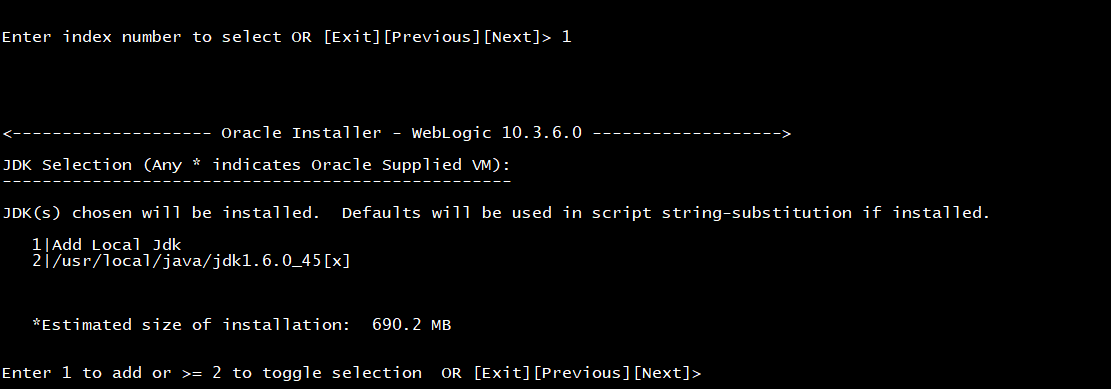 Enter index number to select OR [Exit][Previous][Next]> 1
<-------------------- Oracle Installer - WebLogic 10.3.6.0 ------------------->
JDK Selection (Any * indicates Oracle Supplied VM):
---------------------------------------------------
JDK(s) chosen will be installed.  Defaults will be used in script string-substitution if installed.
1|Add Local Jdk
2|/usr/local/java/jdk1.6.0_45[x]
*Estimated size of installation:  690.2 MB
Enter 1 to add or >= 2 to toggle selection  OR [Exit][Previous][Next]>